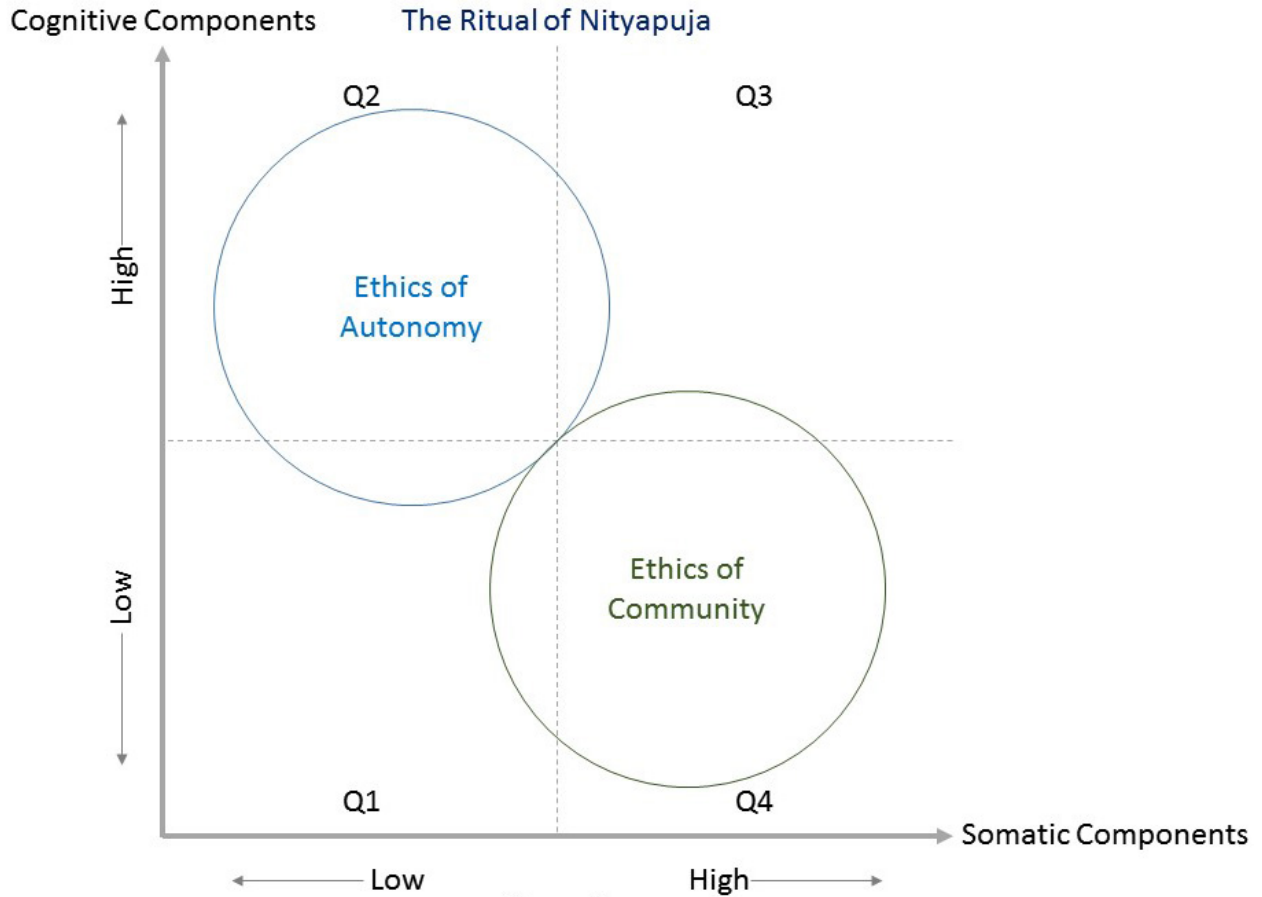 Cognitive Components
The Ritual of Nityapuja
Q2
Q3
High
Ethics of
Autonomy
Low
Ethics of
Community
Q1
Q4
Somatic Components
Low
High